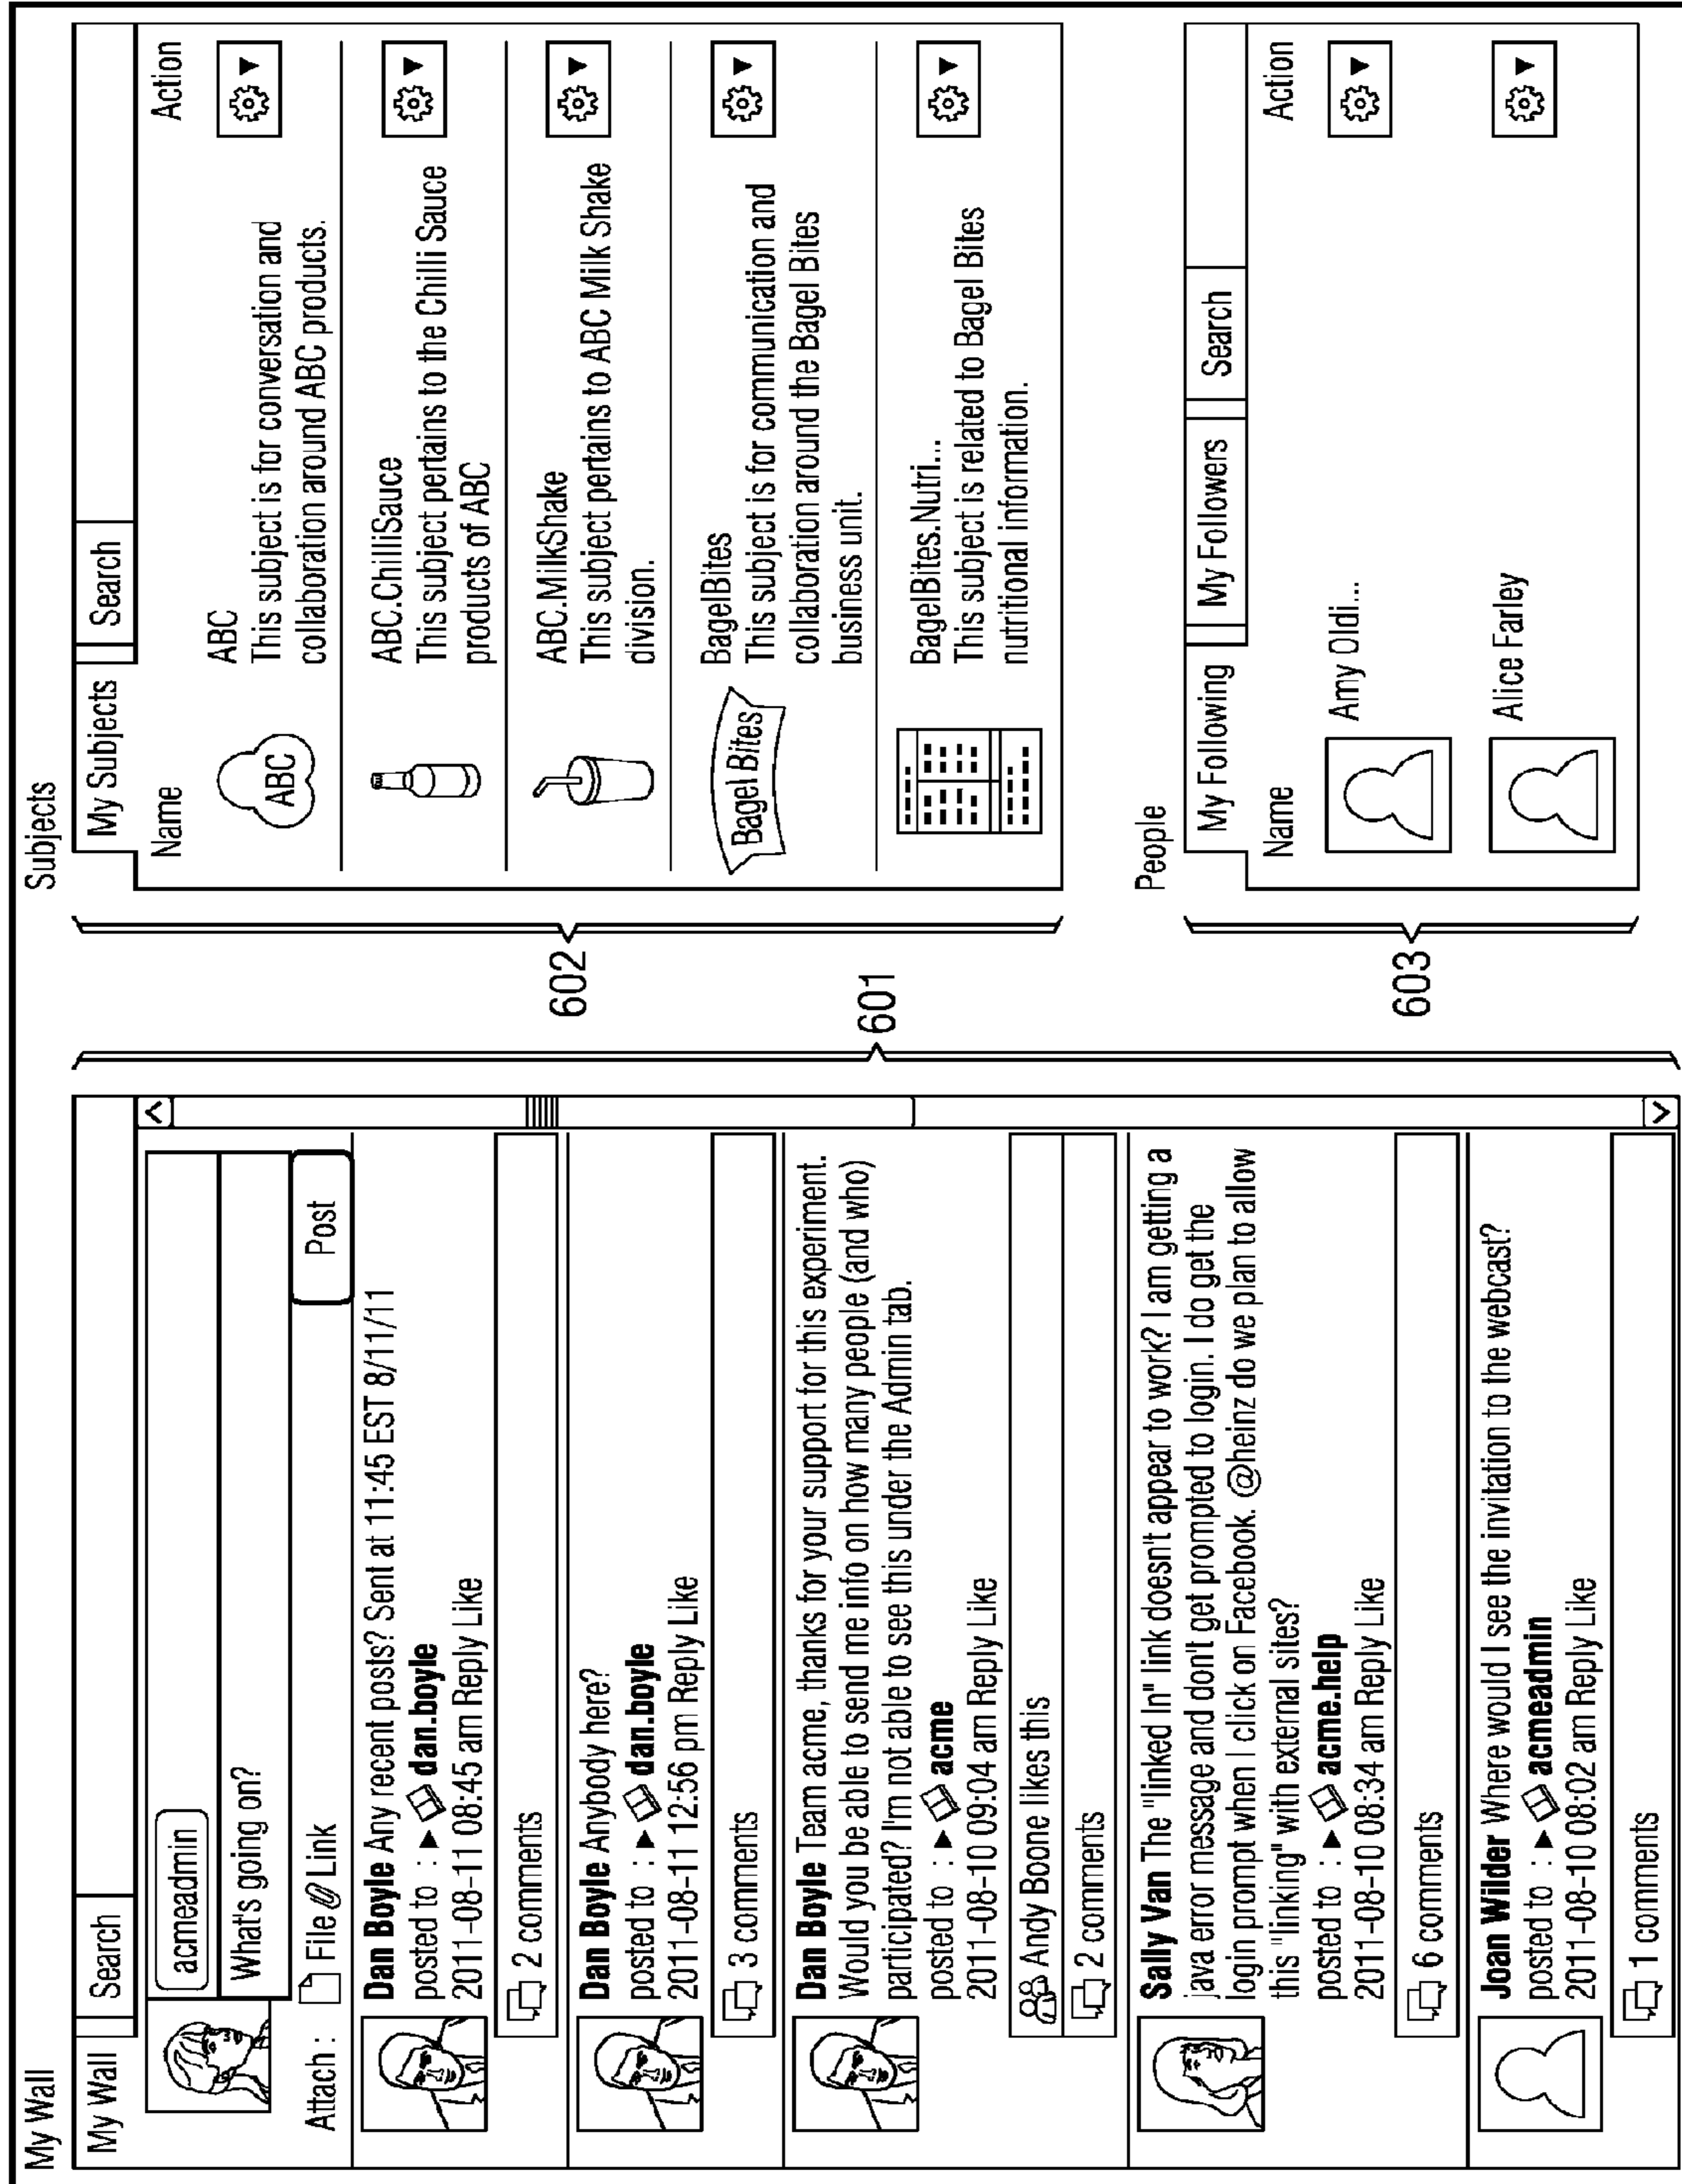 My Wall
My Wall
Search
acmeadmin
What's going on?
Attach : File Link
Post
Dan Boyle Any recent posts? Sent at 11:45 EST 8/11/11
posted to : ▶ dan.boyle
2011-08-11 08:45 am Reply Like
2 comments
Dan Boyle Anybody here?
posted to : ▶ dan.boyle
2011-08-11 12:56 pm Reply Like
3 comments
Dan Boyle Team acme, thanks for your support for this experiment.
Would you be able to send me info on how many people (and who)
participated? I'm not able to see this under the Admin tab.
posted to : ▶ acme
2011-08-10 09:04 am Reply Like
Andy Boone likes this
2 comments
Sally Van The "linked In" link doesn't appear to work? I am getting a
java error message and don't get prompted to login. I do get the
login prompt when I click on Facebook. @heinz do we plan to allow
this "linking" with external sites?
posted to : ▶ acme.help
2011-08-10 08:34 am Reply Like
6 comments
Joan Wilder Where would I see the invitation to the webcast?
posted to : ▶ acmeadmin
2011-08-10 08:02 am Reply Like
1 comments
601
602
603
Subjects
My Subjects
Search
Name
Action
ABC
ABC
This subject is for conversation and
collaboration around ABC products.
ABC.ChilliSauce
This subject pertains to the Chilli Sauce
products of ABC
ABC.MilkShake
This subject pertains to ABC Milk Shake
division.
Bagel Bites
BagelBites
This subject is for communication and
collaboration around the Bagel Bites
business unit.
BagelBites.Nutri...
This subject is related to Bagel Bites
nutritional information.
People
My Following
My Followers
Search
Name
Action
Amy Oldi...
Alice Farley